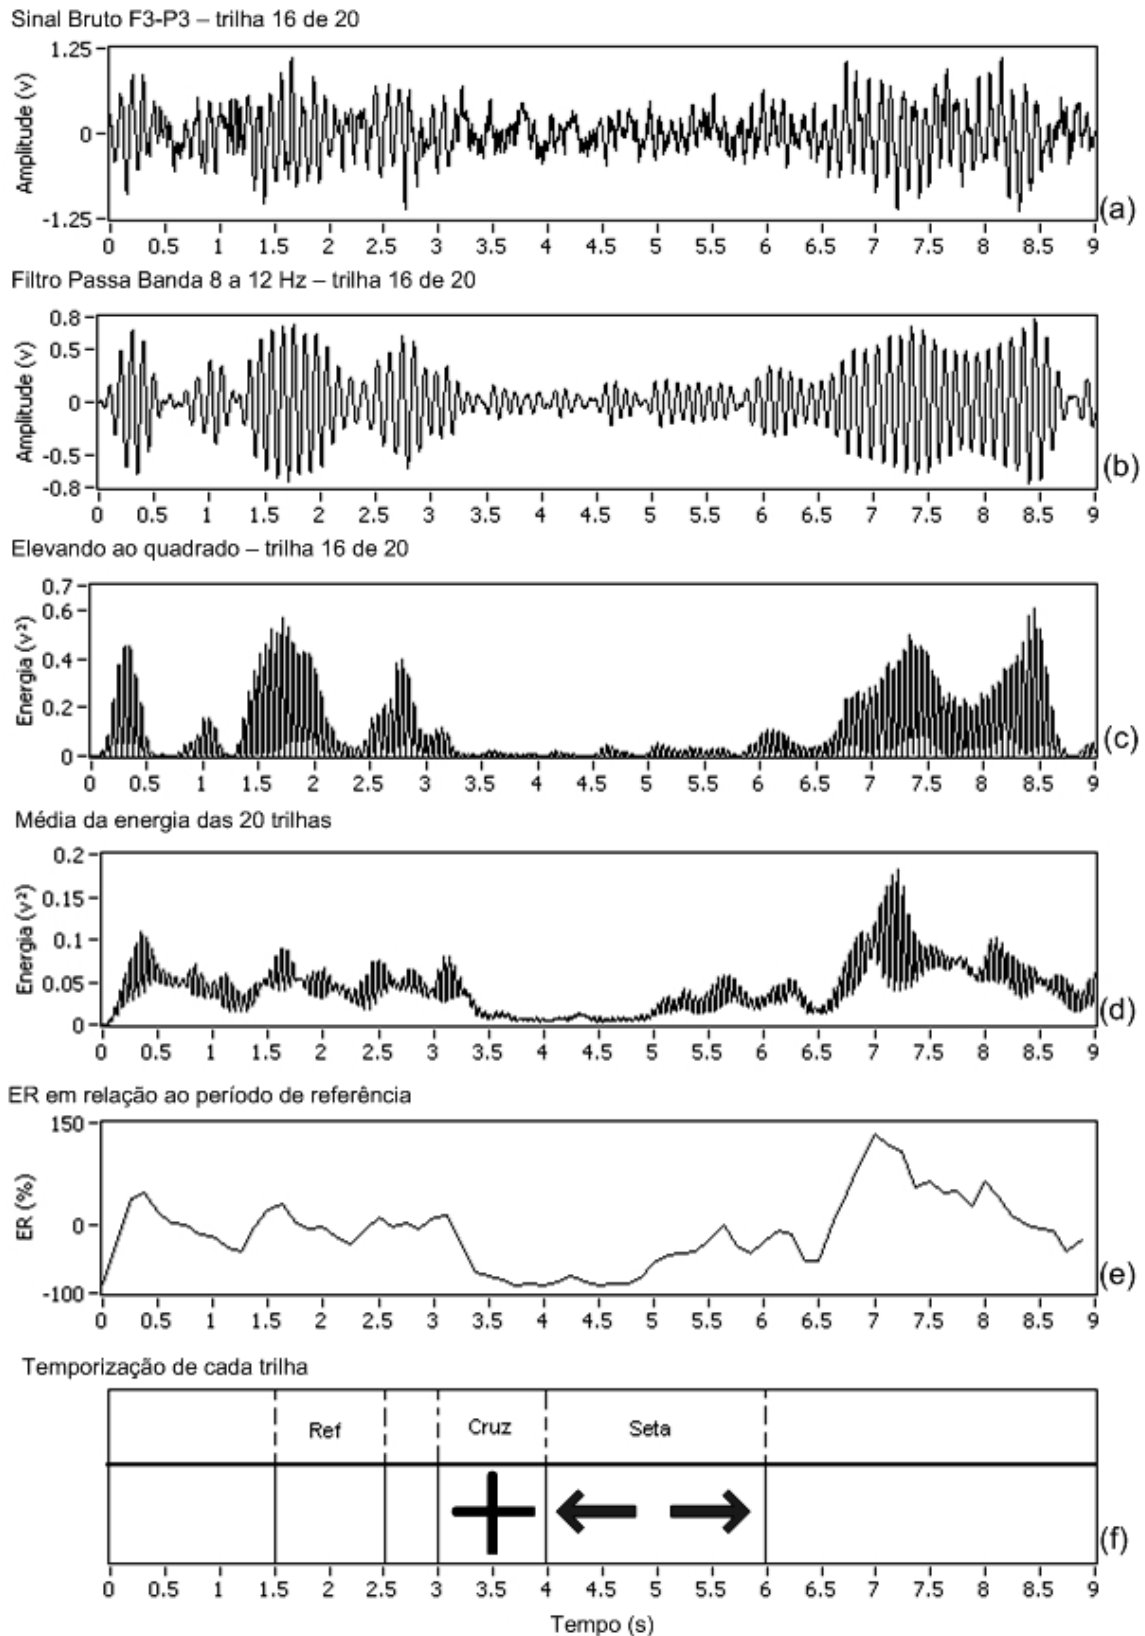 Sinal Bruto F3-P3 – trilha 16 de 20
1.25
0
-1.25
Amplitude (v)
(a)
0 0.5 1 1.5 2 2.5 3 3.5 4 4.5 5 5.5 6 6.5 7 7.5 8 8.5 9
Filtro Passa Banda 8 a 12 Hz – trilha 16 de 20
0.8
0.5
0
-0.5
-0.8
Amplitude (v)
(b)
0 0.5 1 1.5 2 2.5 3 3.5 4 4.5 5 5.5 6 6.5 7 7.5 8 8.5 9
Elevando ao quadrado – trilha 16 de 20
0.7
0.6
0.4
0.2
0
Energia (v²)
(c)
0 0.5 1 1.5 2 2.5 3 3.5 4 4.5 5 5.5 6 6.5 7 7.5 8 8.5 9
Média da energia das 20 trilhas
0.2
0.15
0.1
0.05
0
Energia (v²)
(d)
0 0.5 1 1.5 2 2.5 3 3.5 4 4.5 5 5.5 6 6.5 7 7.5 8 8.5 9
ER em relação ao período de referência
150
0
-100
ER (%)
(e)
0 0.5 1 1.5 2 2.5 3 3.5 4 4.5 5 5.5 6 6.5 7 7.5 8 8.5 9
Temporização de cada trilha
Ref Cruz Seta
(f)
0 0.5 1 1.5 2 2.5 3 3.5 4 4.5 5 5.5 6 6.5 7 7.5 8 8.5 9
Tempo (s)